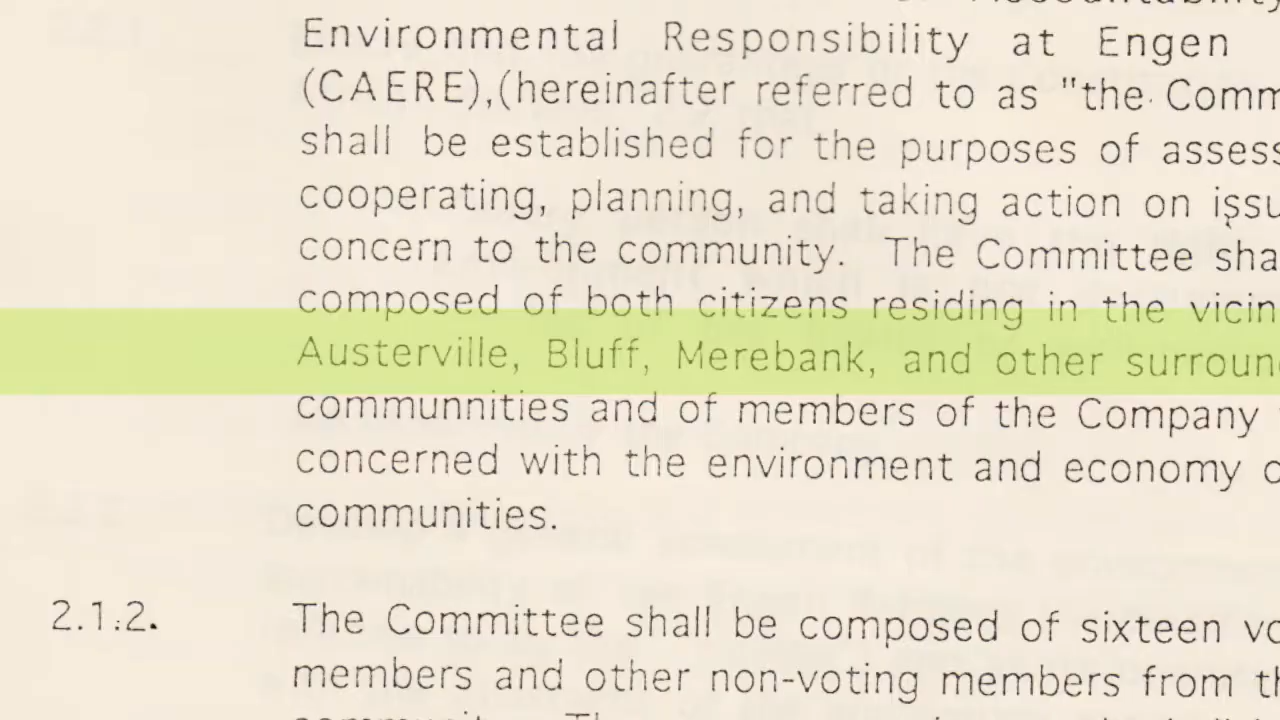 Environmental Responsibility at Engen
(CAERE),(hereinafter referred to as "the Comm
shall be established for the purposes of assess
cooperating, planning, and taking action on issu
concern to the community. The Committee sha
composed of both citizens residing in the vicin
Austerville, Bluff, Merebank, and other surroun
communnities and of members of the Company
concerned with the environment and economy o
communities.
2.1.2. The Committee shall be composed of sixteen vo
members and other non-voting members from th